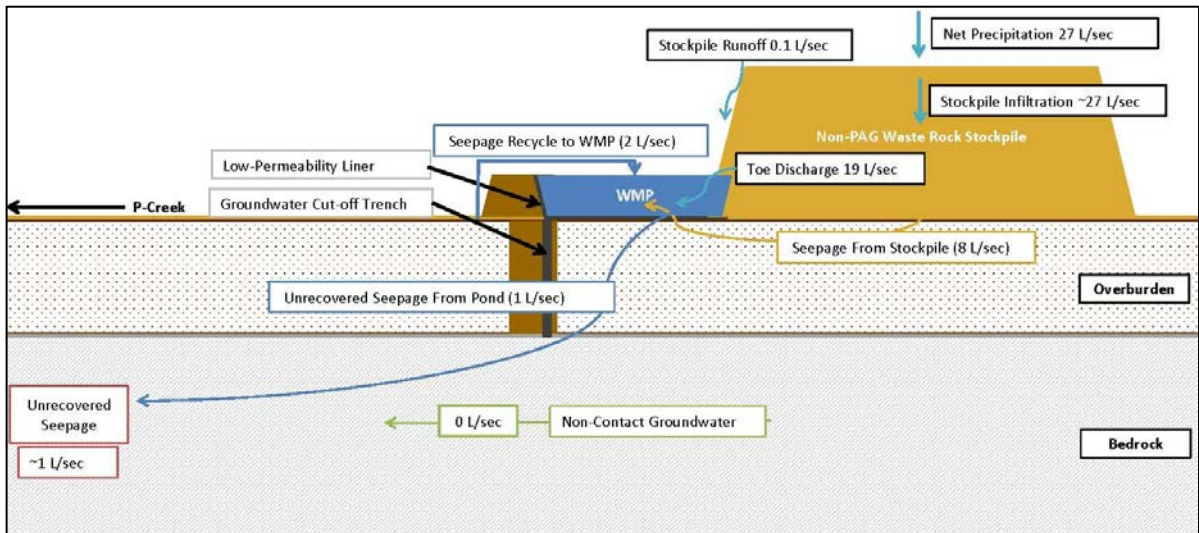 Net Precipitation 27 L/sec
Stockpile Runoff 0.1 L/sec
Stockpile Infiltration ~27 L/sec
Non-PAG Waste Rock Stockpile
Seepage Recycle to WMP (2 L/sec)
Low-Permeability Liner
Toe Discharge 19 L/sec
WMP
P-Creek
Groundwater Cut-off Trench
Seepage From Stockpile (8 L/sec)
Unrecovered Seepage From Pond (1 L/sec)
Overburden
Unrecovered
Seepage
~1 L/sec
0 L/sec
Non-Contact Groundwater
Bedrock